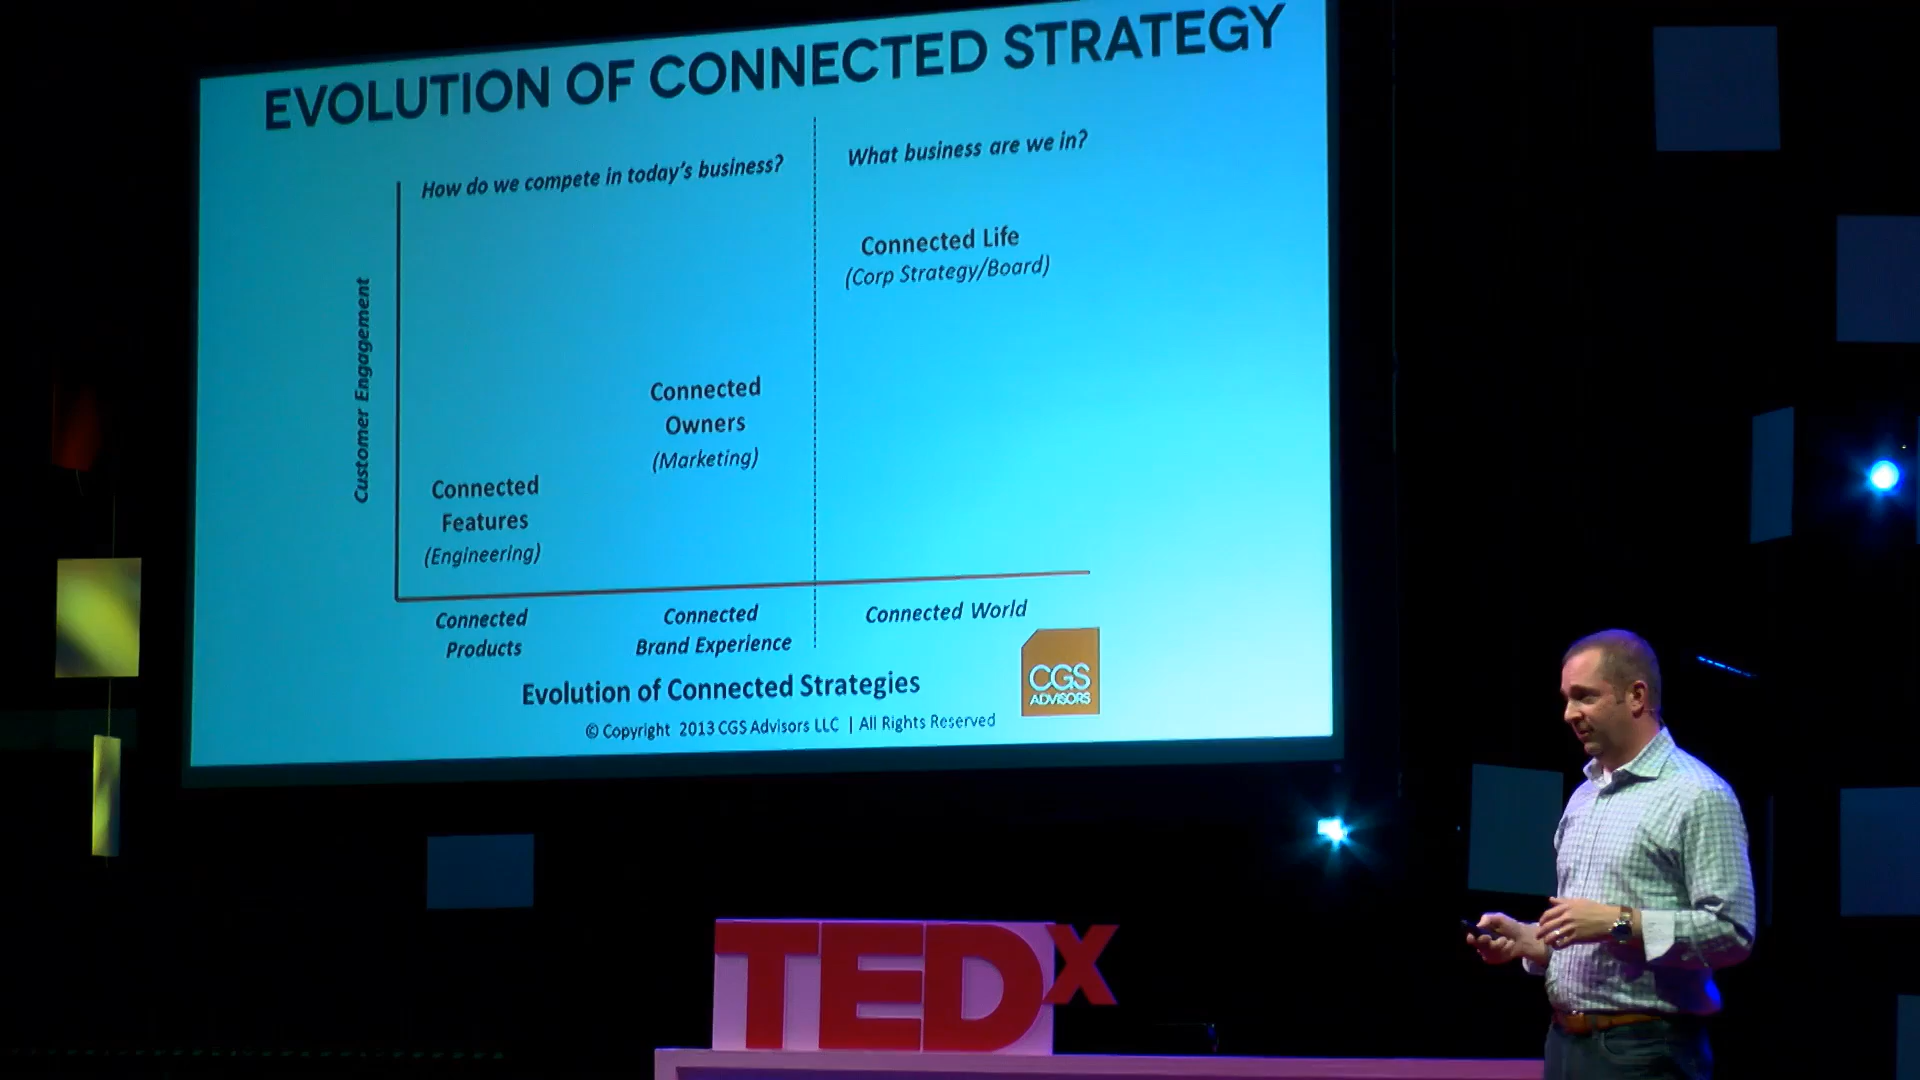 EVOLUTION OF CONNECTED STRATEGY
How do we compete in today's business?
What business are we in?
Connected Life
(Corp Strategy/Board)
Customer Engagement
Connected
Owners
(Marketing)
Connected
Features
(Engineering)
Connected
Products
Connected
Brand Experience
Connected World
CGS
ADVISORS
Evolution of Connected Strategies
© Copyright 2013 CGS Advisors LLC | All Rights Reserved
TEDx